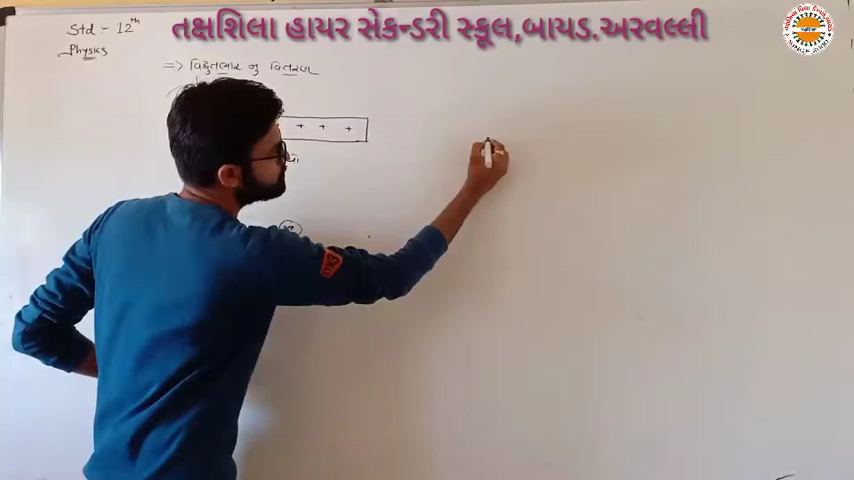 તક્ષશિલા હાયર સેકન્ડરી સ્કૂલ,બાયડ.અરવલ્લી
Std - 12th
Physics
=> વિદ્યુતભાર નુ વિતરણ
+ + +